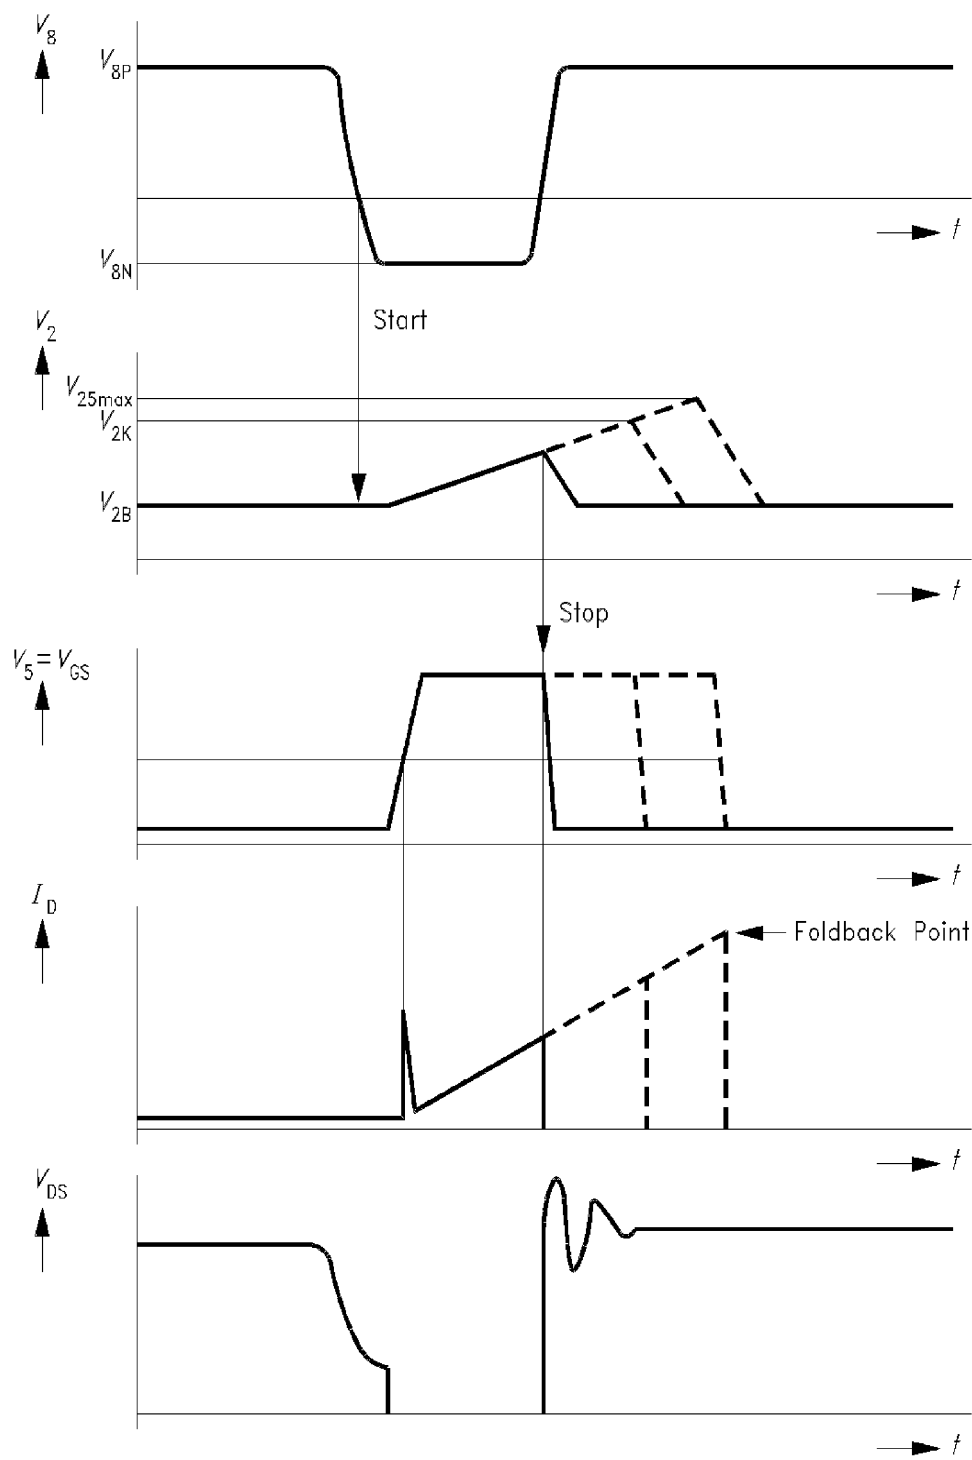 V8
V8P
t
V8N
Start
V2
V25max
V2K
V2B
t
Stop
V5=VGS
t
ID
Foldback Point
t
VDS
t